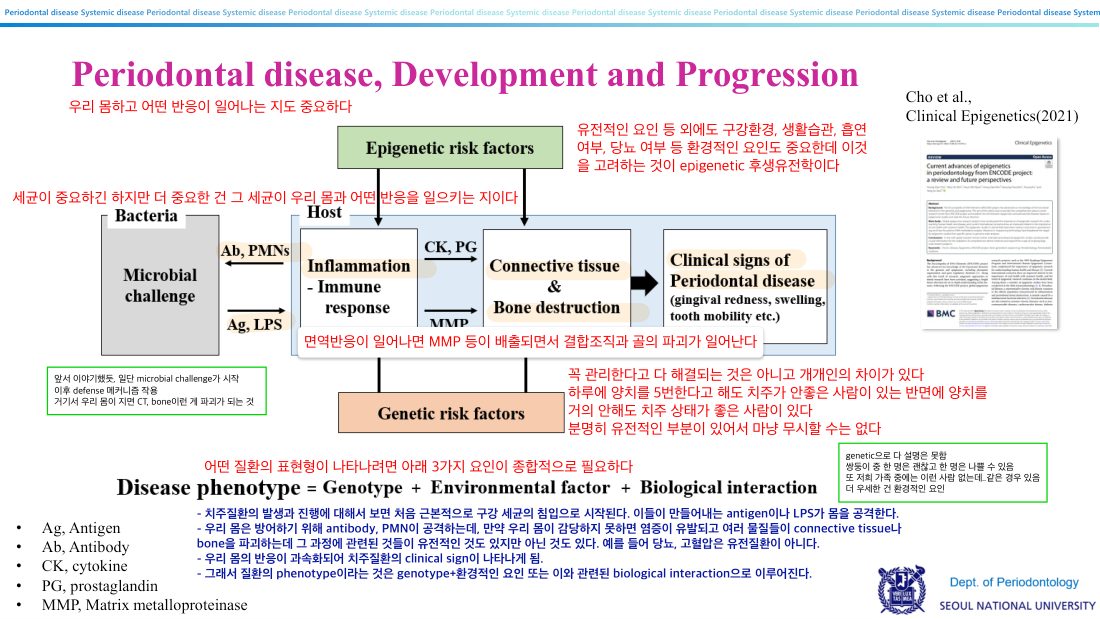 Periodontal disease Systemic disease Periodontal disease Systemic disease Periodontal disease Systemic disease Periodontal disease Systemic disease Periodontal disease Systemic disease Periodontal disease Systemic disease Periodontal disease System
Periodontal disease, Development and Progression
우리 몸하고 어떤 반응이 일어나는 지도 중요하다
Cho et al.,
Clinical Epigenetics(2021)
Epigenetic risk factors
유전적인 요인 등 외에도 구강환경, 생활습관, 흡연
여부, 당뇨 여부 등 환경적인 요인도 중요한데 이것
을 고려하는 것이 epigenetic 후생유전학이다
Clinical Epigenetics
REVIEW
Current advances of epigenetics
in periodontology from ENCODE project:
a review and future perspectives
Abstract
BMC
세균이 중요하긴 하지만 더 중요한 건 그 세균이 우리 몸과 어떤 반응을 일으키는 지이다
Bacteria
Host
Microbial
challenge
Ab, PMNs
Ag, LPS
Inflammation
- Immune
response
CK, PG
MMP
Connective tissue
&
Bone destruction
Clinical signs of
Periodontal disease
(gingival redness, swelling,
tooth mobility etc.)
면역반응이 일어나면 MMP 등이 배출되면서 결합조직과 골의 파괴가 일어난다
앞서 이야기했듯, 일단 microbial challenge가 시작
이후 defense 메커니즘 작용
거기서 우리 몸이 지면 CT, bone이런 게 파괴가 되는 것
Genetic risk factors
꼭 관리한다고 다 해결되는 것은 아니고 개개인의 차이가 있다
하루에 양치를 5번한다고 해도 치주가 안좋은 사람이 있는 반면에 양치를
거의 안해도 치주 상태가 좋은 사람이 있다
분명히 유전적인 부분이 있어서 마냥 무시할 수는 없다
genetic으로 다 설명은 못함
쌍둥이 중 한 명은 괜찮고 한 명은 나쁠 수 있음
또 저희 가족 중에는 이런 사람 없는데..같은 경우 있음
더 우세한 건 환경적인 요인
어떤 질환의 표현형이 나타나려면 아래 3가지 요인이 종합적으로 필요하다
Disease phenotype = Genotype + Environmental factor + Biological interaction
- 치주질환의 발생과 진행에 대해서 보면 처음 근본적으로 구강 세균의 침입으로 시작된다. 이들이 만들어내는 antigen이나 LPS가 몸을 공격한다.
- 우리 몸은 방어하기 위해 antibody, PMN이 공격하는데, 만약 우리 몸이 감당하지 못하면 염증이 유발되고 여러 물질들이 connective tissue나
bone을 파괴하는데 그 과정에 관련된 것들이 유전적인 것도 있지만 아닌 것도 있다. 예를 들어 당뇨, 고혈압은 유전질환이 아니다.
- 우리 몸의 반응이 과속화되어 치주질환의 clinical sign이 나타나게 됨.
- 그래서 질환의 phenotype이라는 것은 genotype+환경적인 요인 또는 이와 관련된 biological interaction으로 이루어진다.
• Ag, Antigen
• Ab, Antibody
• CK, cytokine
• PG, prostaglandin
• MMP, Matrix metalloproteinase
VERI LUX
TAS MEA
Dept. of Periodontology
SEOUL NATIONAL UNIVERSITY